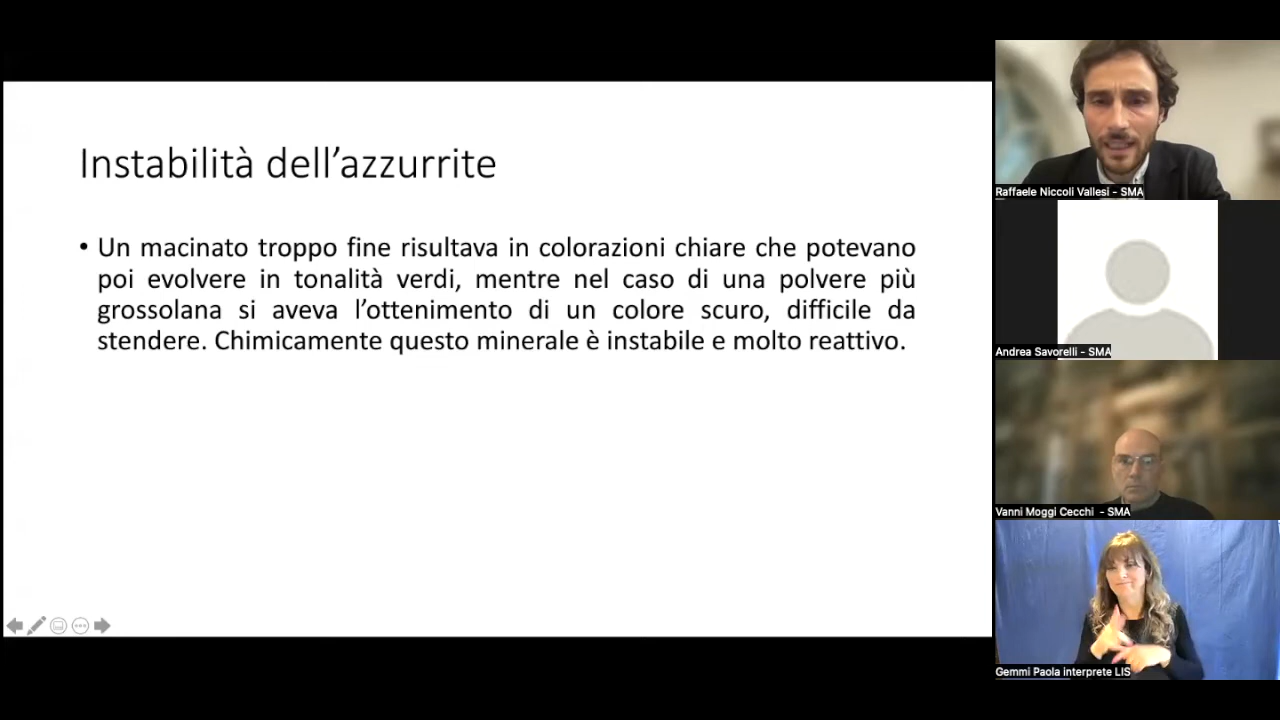 Instabilità dell’azzurrite
• Un macinato troppo fine risultava in colorazioni chiare che potevano
poi evolvere in tonalità verdi, mentre nel caso di una polvere più
grossolana si aveva l’ottenimento di un colore scuro, difficile da
stendere. Chimicamente questo minerale è instabile e molto reattivo.
Raffaele Niccoli Vallesi - SMA
Andrea Savorelli - SMA
Vanni Moggi Cecchi - SMA
Gemmi Paola interprete LIS